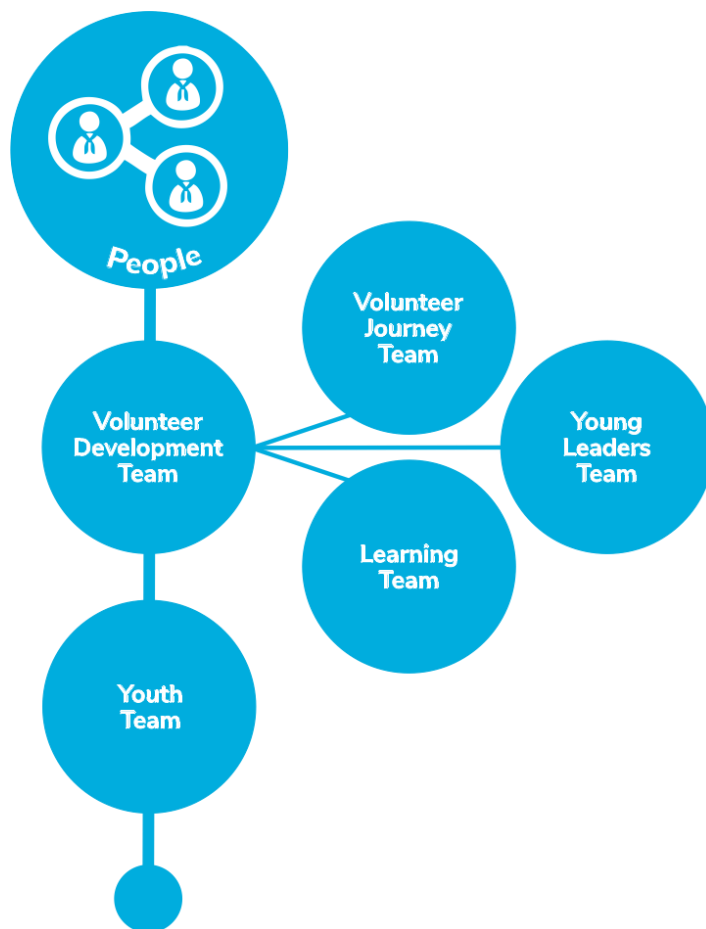 People
Volunteer
Journey
Team
Volunteer
Development
Team
Young
Leaders
Team
Learning
Team
Youth
Team